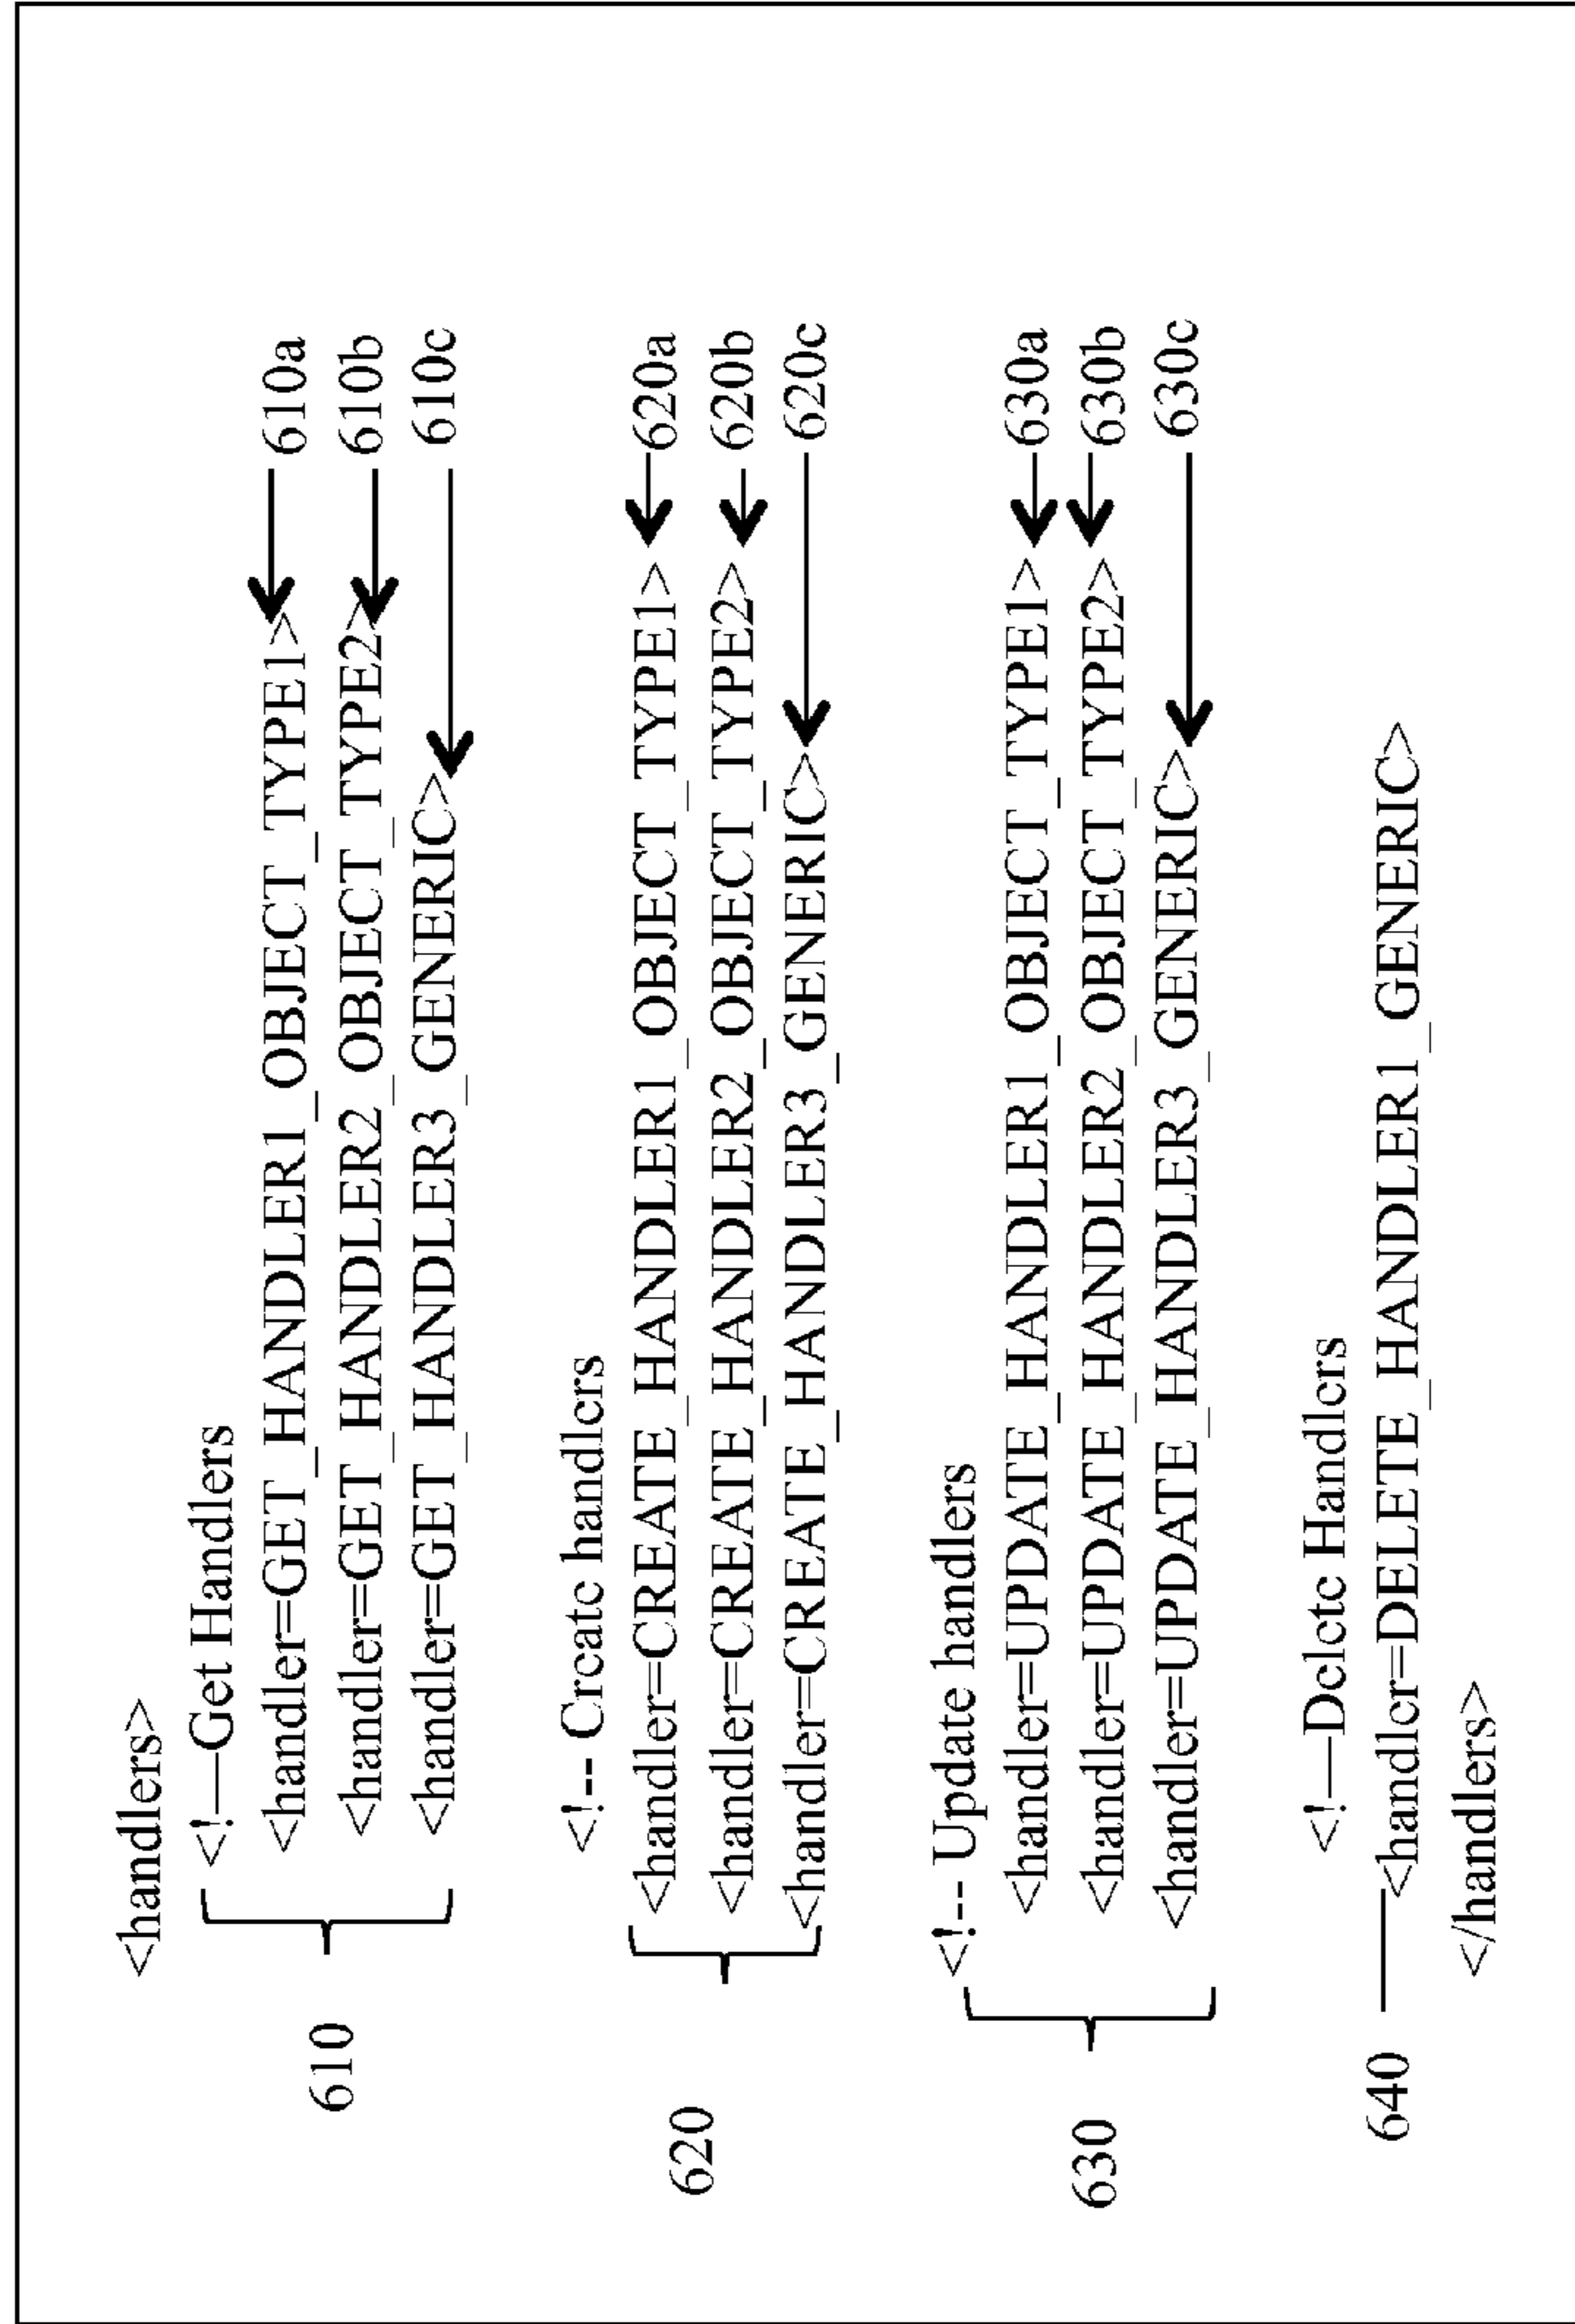 <handlers>
<!—Get Handlers
<handler=GET_HANDLER1_OBJECT_TYPE1> 610a
<handler=GET_HANDLER2_OBJECT_TYPE2> 610b
<handler=GET_HANDLER3_GENERIC> 610c
610
<!-- Create handlers
<handler=CREATE_HANDLER1_OBJECT_TYPE1> 620a
<handler=CREATE_HANDLER2_OBJECT_TYPE2> 620b
<handler=CREATE_HANDLER3_GENERIC> 620c
620
<!-- Update handlers
<handler=UPDATE_HANDLER1_OBJECT_TYPE1> 630a
<handler=UPDATE_HANDLER2_OBJECT_TYPE2> 630b
<handler=UPDATE_HANDLER3_GENERIC> 630c
630
<!—Delete Handlers
640 <handler=DELETE_HANDLER1_GENERIC>
</handlers>